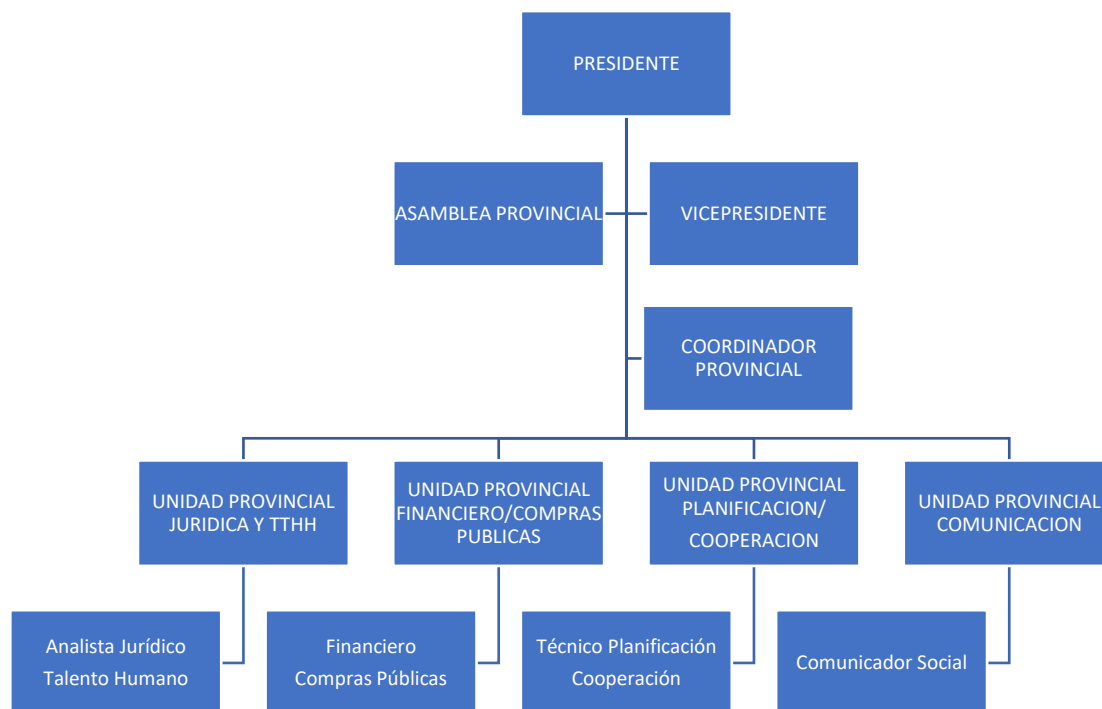 PRESIDENTE
ASAMBLEA PROVINCIAL
VICEPRESIDENTE
COORDINADOR
PROVINCIAL
UNIDAD PROVINCIAL
JURIDICA Y TTHH
UNIDAD PROVINCIAL
FINANCIERO/COMPRAS
PUBLICAS
UNIDAD PROVINCIAL
PLANIFICACION/
COOPERACION
UNIDAD PROVINCIAL
COMUNICACION
Analista Jurídico
Talento Humano
Financiero
Compras Públicas
Técnico Planificación
Cooperación
Comunicador Social